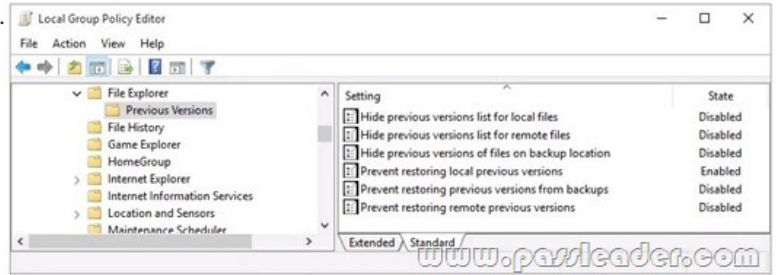 .
Local Group Policy Editor
File Action View Help
File Explorer
Previous Versions
File History
Game Explorer
HomeGroup
Internet Explorer
Internet Information Services
Location and Sensors
Maintenance Scheduler
Setting State
Hide previous versions list for local files Disabled
Hide previous versions list for remote files Disabled
Hide previous versions of files on backup location Disabled
Prevent restoring local previous versions Enabled
Prevent restoring previous versions from backups Disabled
Prevent restoring remote previous versions Disabled
Extended Standard
www.passleader.com